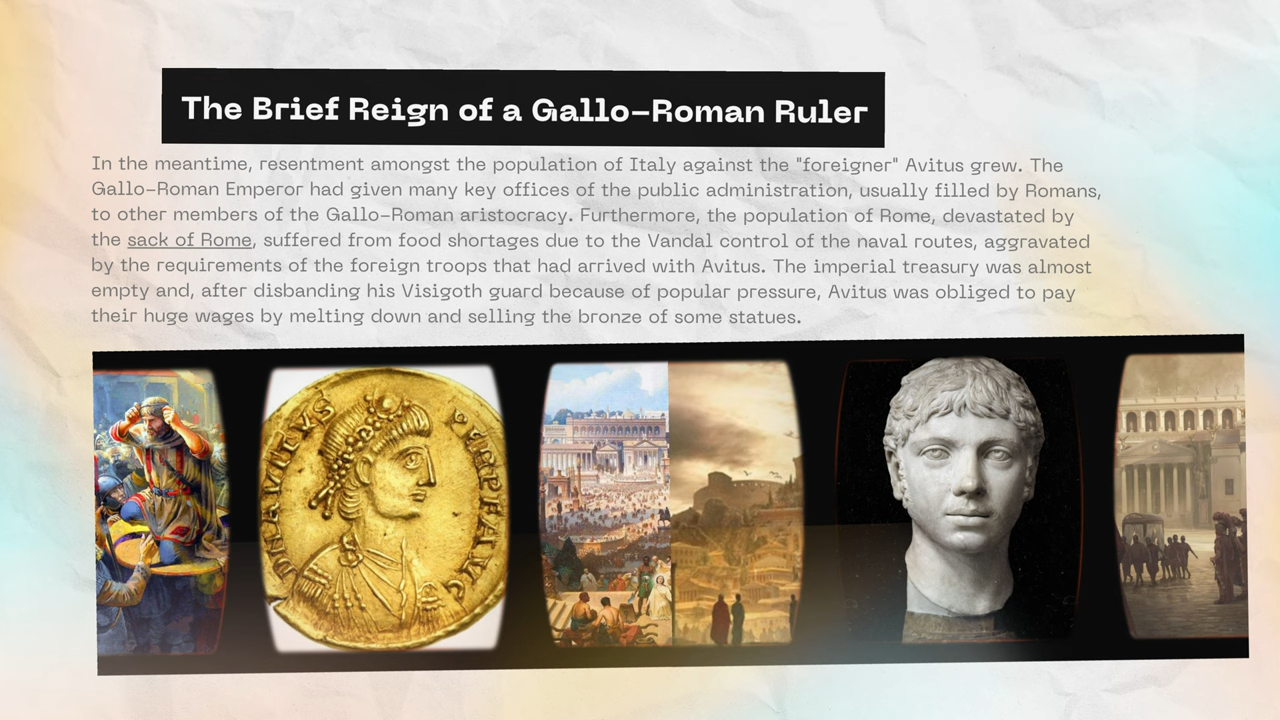 The Brief Reign of a Gallo-Roman Ruler
In the meantime, resentment amongst the population of Italy against the "foreigner" Avitus grew. The
Gallo-Roman Emperor had given many key offices of the public administration, usually filled by Romans,
to other members of the Gallo-Roman aristocracy. Furthermore, the population of Rome, devastated by
the sack of Rome, suffered from food shortages due to the Vandal control of the naval routes, aggravated
by the requirements of the foreign troops that had arrived with Avitus. The imperial treasury was almost
empty and, after disbanding his Visigoth guard because of popular pressure, Avitus was obliged to pay
their huge wages by melting down and selling the bronze of some statues.
AVITUS PERPFAVG